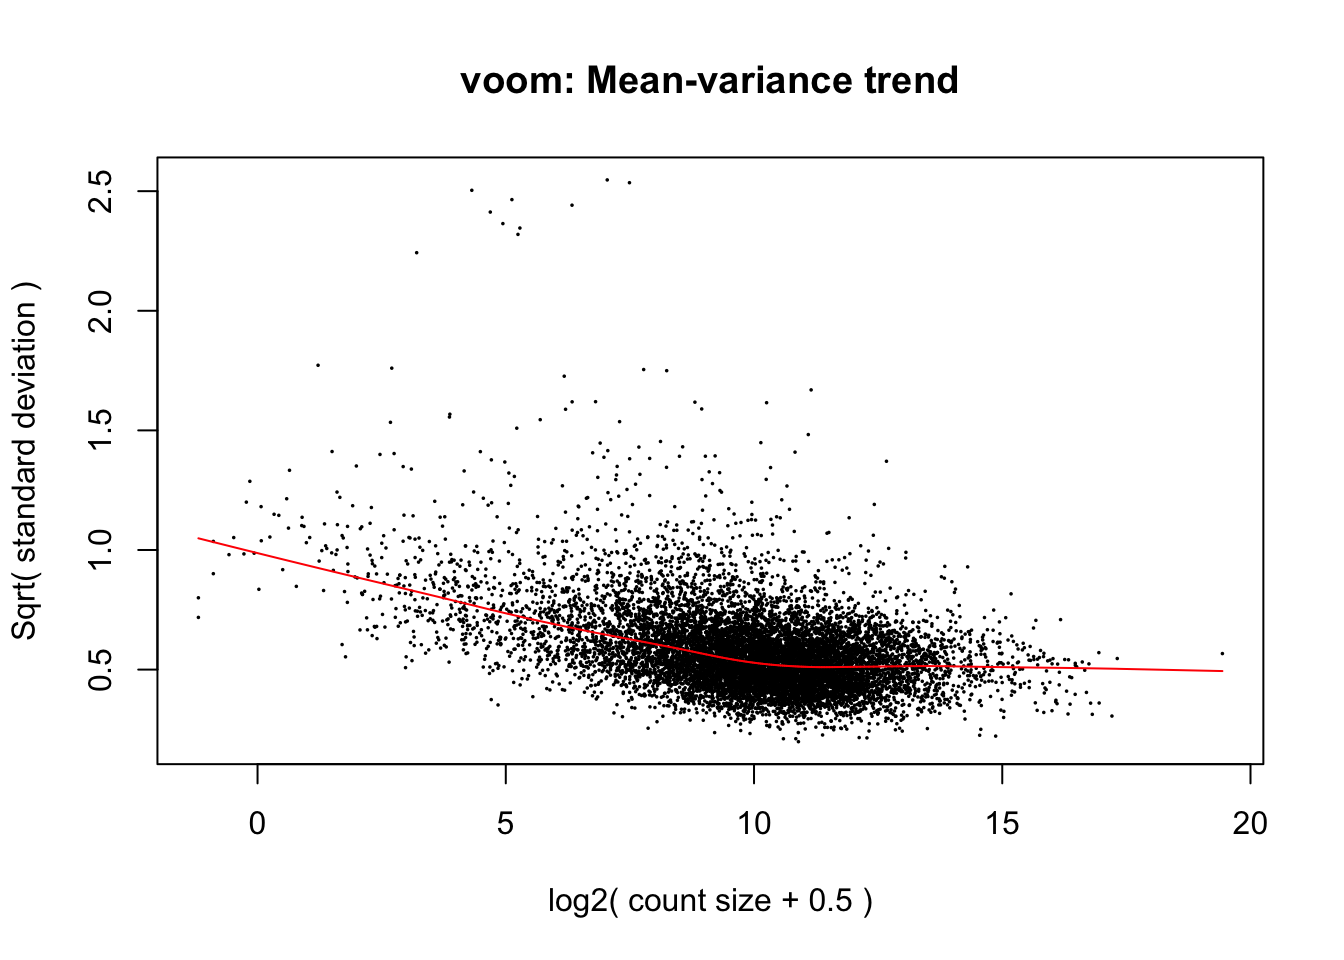 voom: Mean-variance trend
Sqrt( standard deviation )
2.5
2.0
1.5
1.0
0.5
0 5 10 15 20
log2( count size + 0.5 )